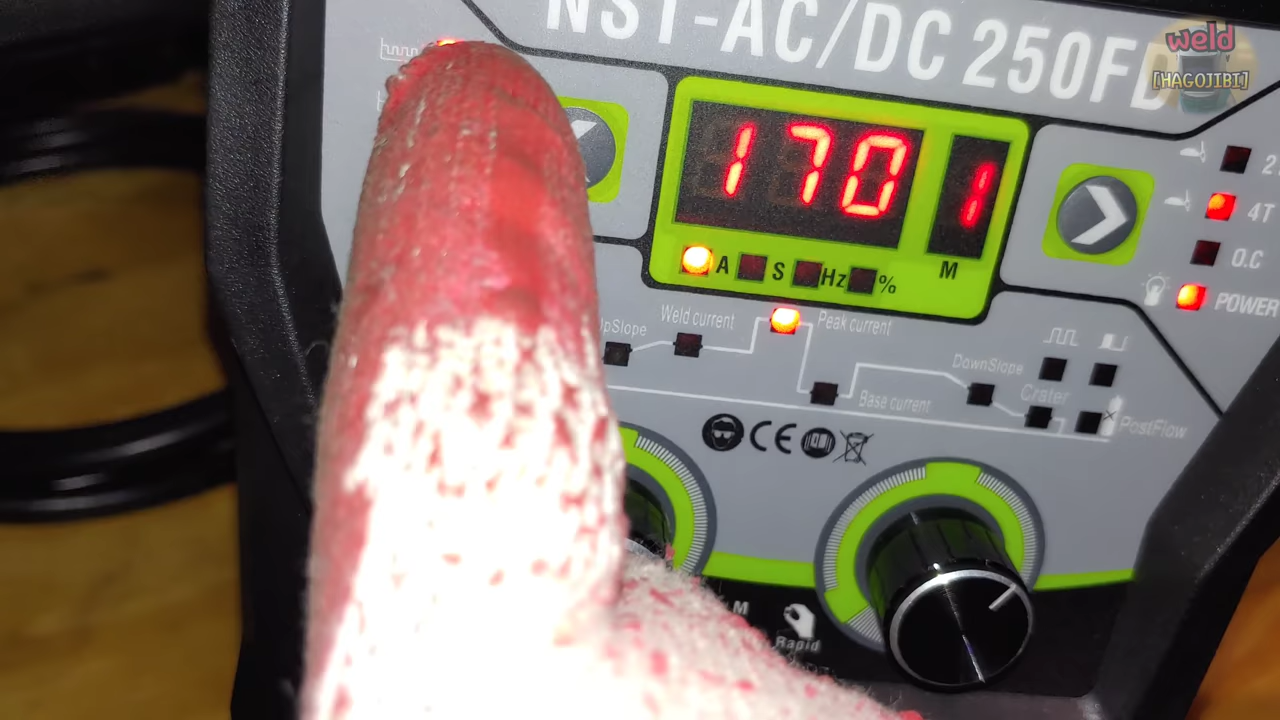 NST-AC/DC 250FD
weld
[HAGOJIBI]
170 1
A S Hz % M
4T
O.C
POWER
UpSlope
Weld current
Peak current
Base current
DownSlope
Crater
PostFlow
CE
M
Rapid